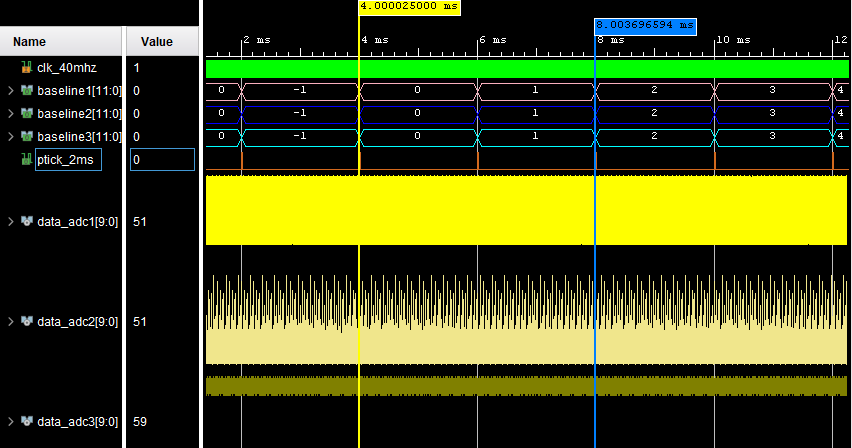 4.000025000 ms
8.003696594 ms
Name Value
2 ms 4 ms 6 ms 8 ms 10 ms 12
clk_40mhz 1
baseline1[11:0] 0 0 -1 0 1 2 3 4
baseline2[11:0] 0 0 -1 0 1 2 3 4
baseline3[11:0] 0 0 -1 0 1 2 3 4
ptick_2ms 0
data_adc1[9:0] 51
data_adc2[9:0] 51
data_adc3[9:0] 59